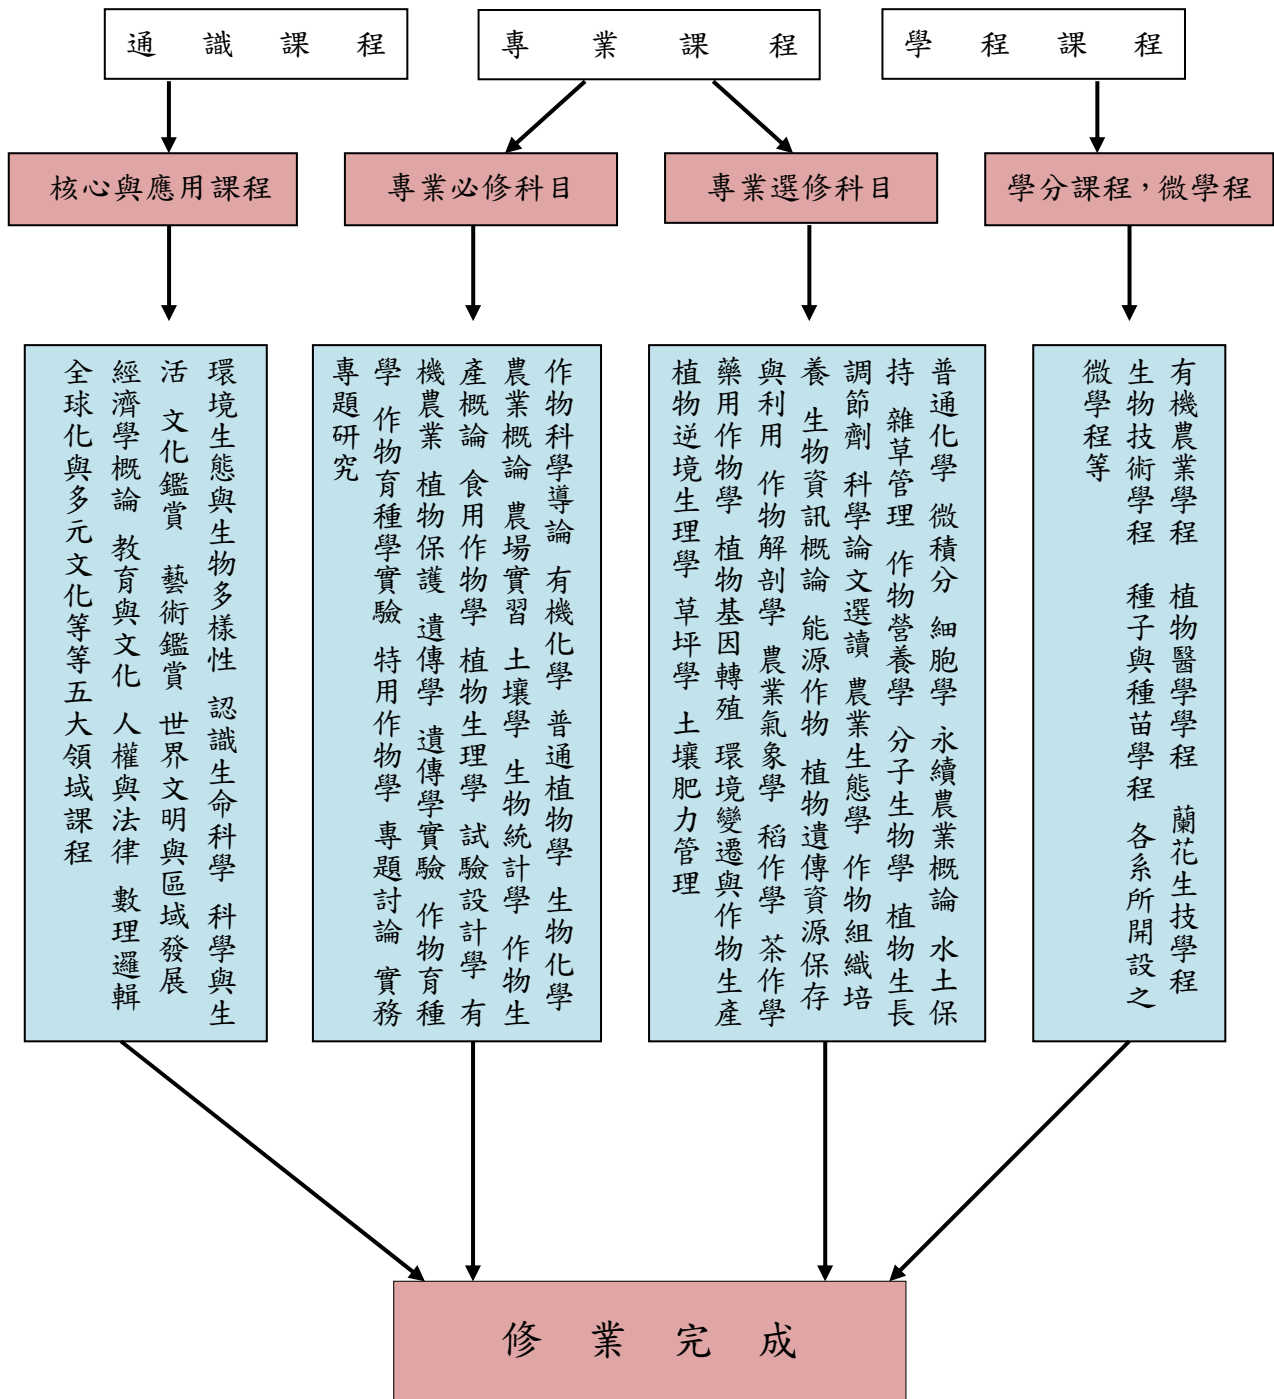 通識課程
專業課程
學程課程
核心與應用課程
專業必修科目
專業選修科目
學分課程，微學程
環境生態與生物多樣性 認識生命科學 科學與生
活 文化鑑賞 藝術鑑賞 世界文明與區域發展
經濟學概論 教育與文化 人權與法律 數理邏輯
全球化與多元文化等等五大領域課程
作物科學導論 有機化學 普通植物學 生物化學
農業概論 農場實習 土壤學 生物統計學 作物生
產概論 食用作物學 植物生理學 試驗設計學 有
機農業 植物保護 遺傳學 遺傳學實驗 作物育種
學 作物育種學實驗 特用作物學 專題討論 實務
專題研究
普通化學 微積分 細胞學 永續農業概論 水土保
持 雜草管理 作物營養學 分子生物學 植物生長
調節劑 科學論文選讀 農業生態學 作物組織培
養 生物資訊概論 能源作物 植物遺傳資源保存
與利用 作物解剖學 農業氣象學 稻作學 茶作學
藥用作物學 植物基因轉殖 環境變遷與作物生產
植物逆境生理學 草坪學 土壤肥力管理
有機農業學程 植物醫學學程 蘭花生技學程
生物技術學程 種子與種苗學程 各系所開設之
微學程等
修業完成